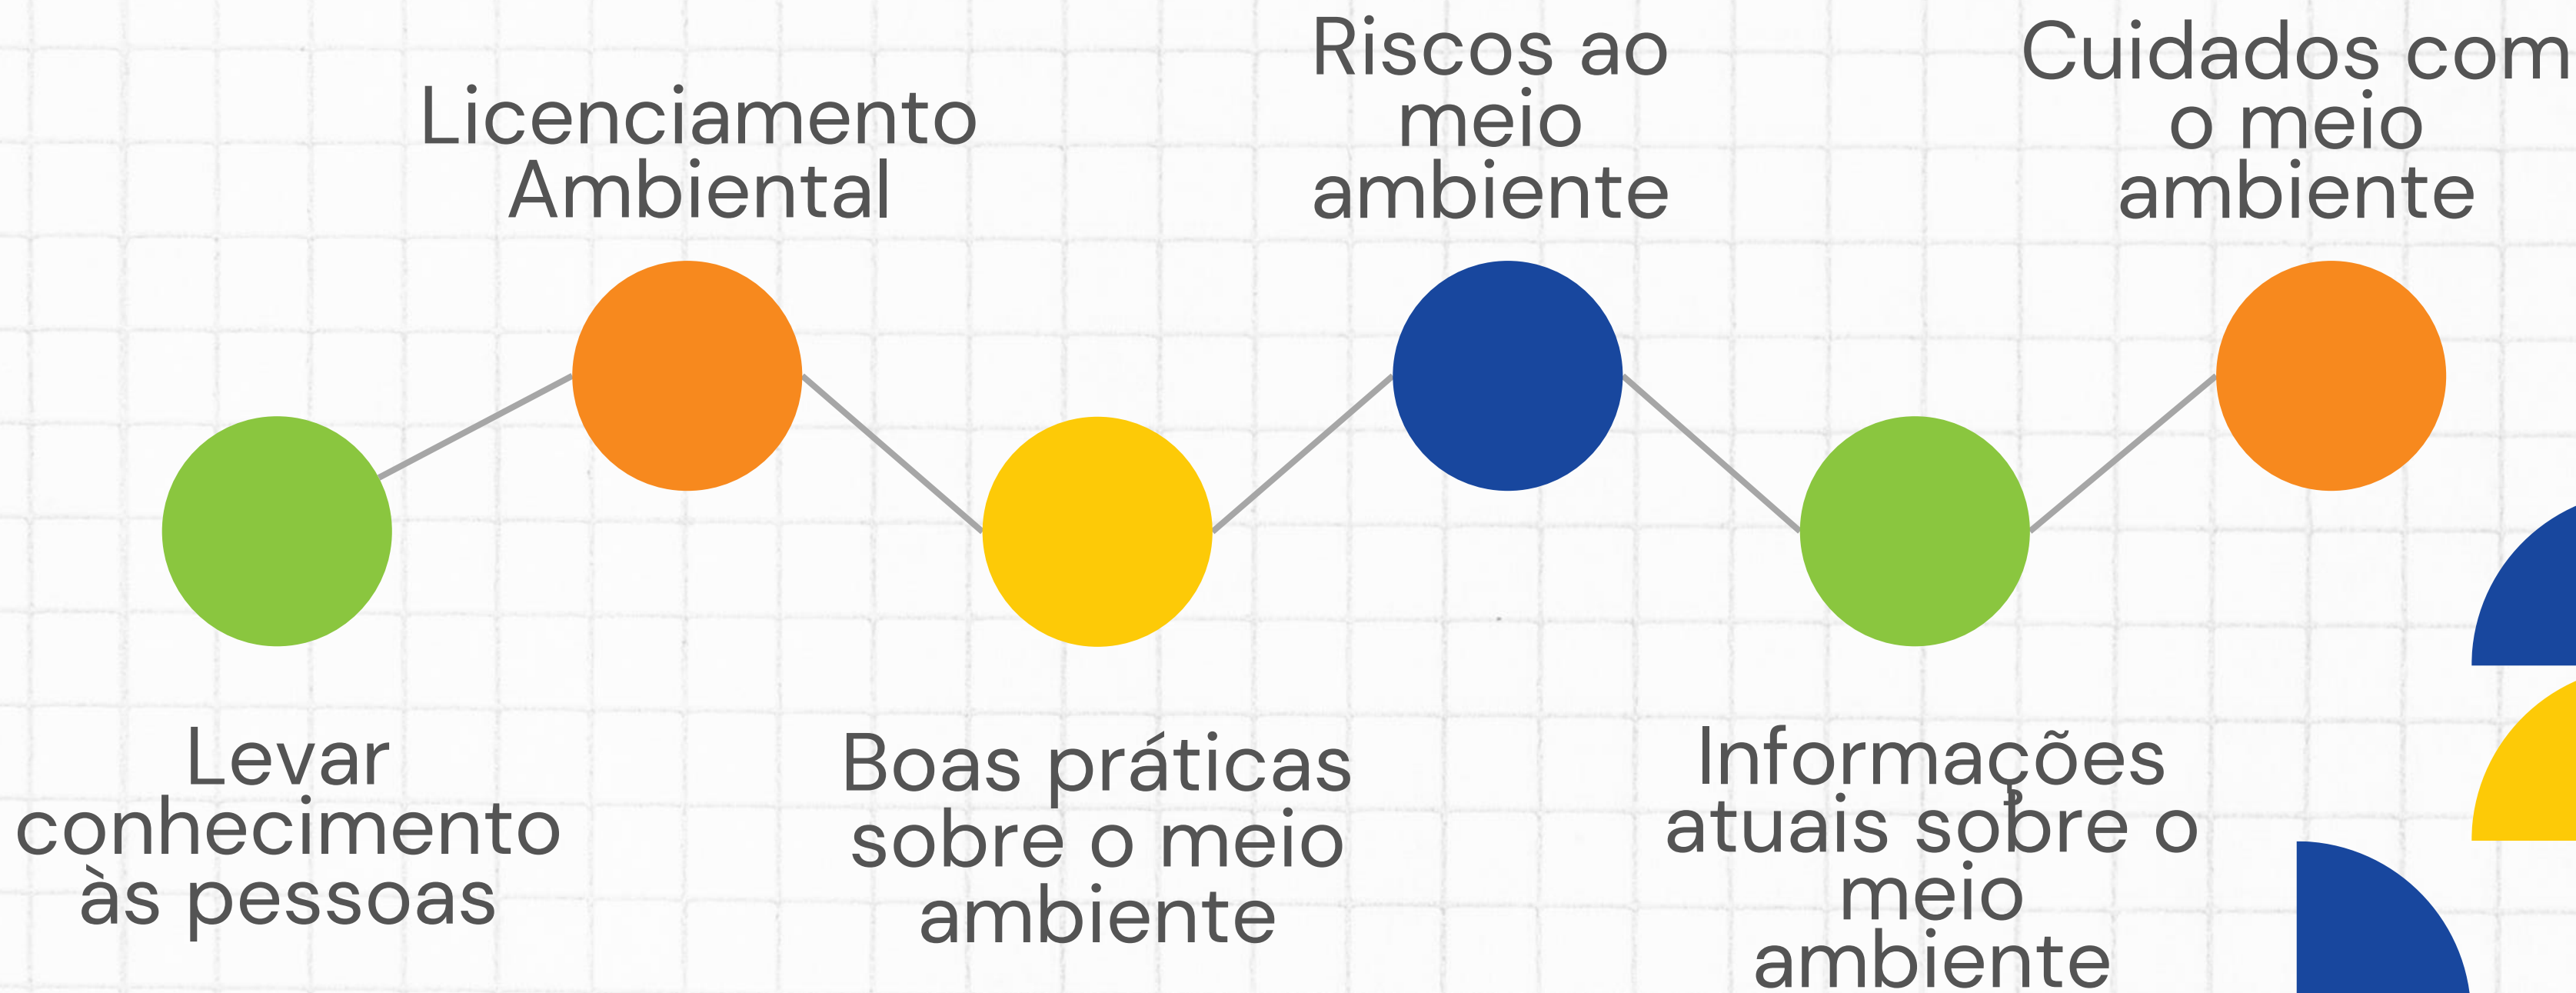 Levar
conhecimento
às pessoas
Licenciamento
Ambiental
Boas práticas
sobre o meio
ambiente
Riscos ao
meio
ambiente
Informações
atuais sobre o
meio
ambiente
Cuidados com
o meio
ambiente